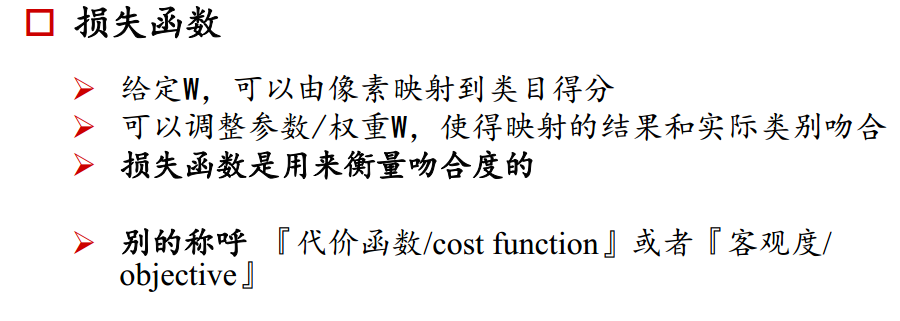 损失函数
给定W，可以由像素映射到类目得分
可以调整参数/权重W，使得映射的结果和实际类别吻合
损失函数是用来衡量吻合度的
别的称呼 『代价函数/cost function』或者『客观度/
objective』